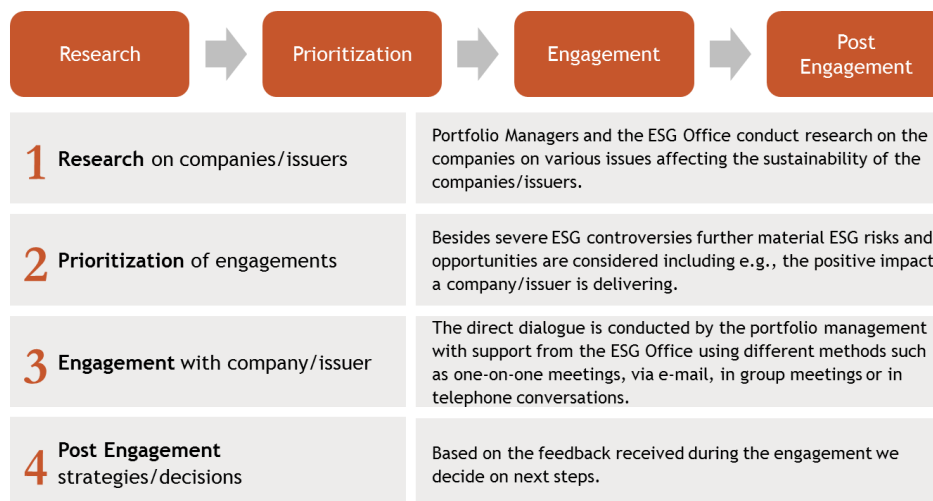 Research
Prioritization
Engagement
Post
Engagement
1 Research on companies/issuers
Portfolio Managers and the ESG Office conduct research on the
companies on various issues affecting the sustainability of the
companies/issuers.
2 Prioritization of engagements
Besides severe ESG controversies further material ESG risks and
opportunities are considered including e.g., the positive impact
a company/issuer is delivering.
3 Engagement with company/issuer
The direct dialogue is conducted by the portfolio management
with support from the ESG Office using different methods such
as one-on-one meetings, via e-mail, in group meetings or in
telephone conversations.
4 Post Engagement
strategies/decisions
Based on the feedback received during the engagement we
decide on next steps.